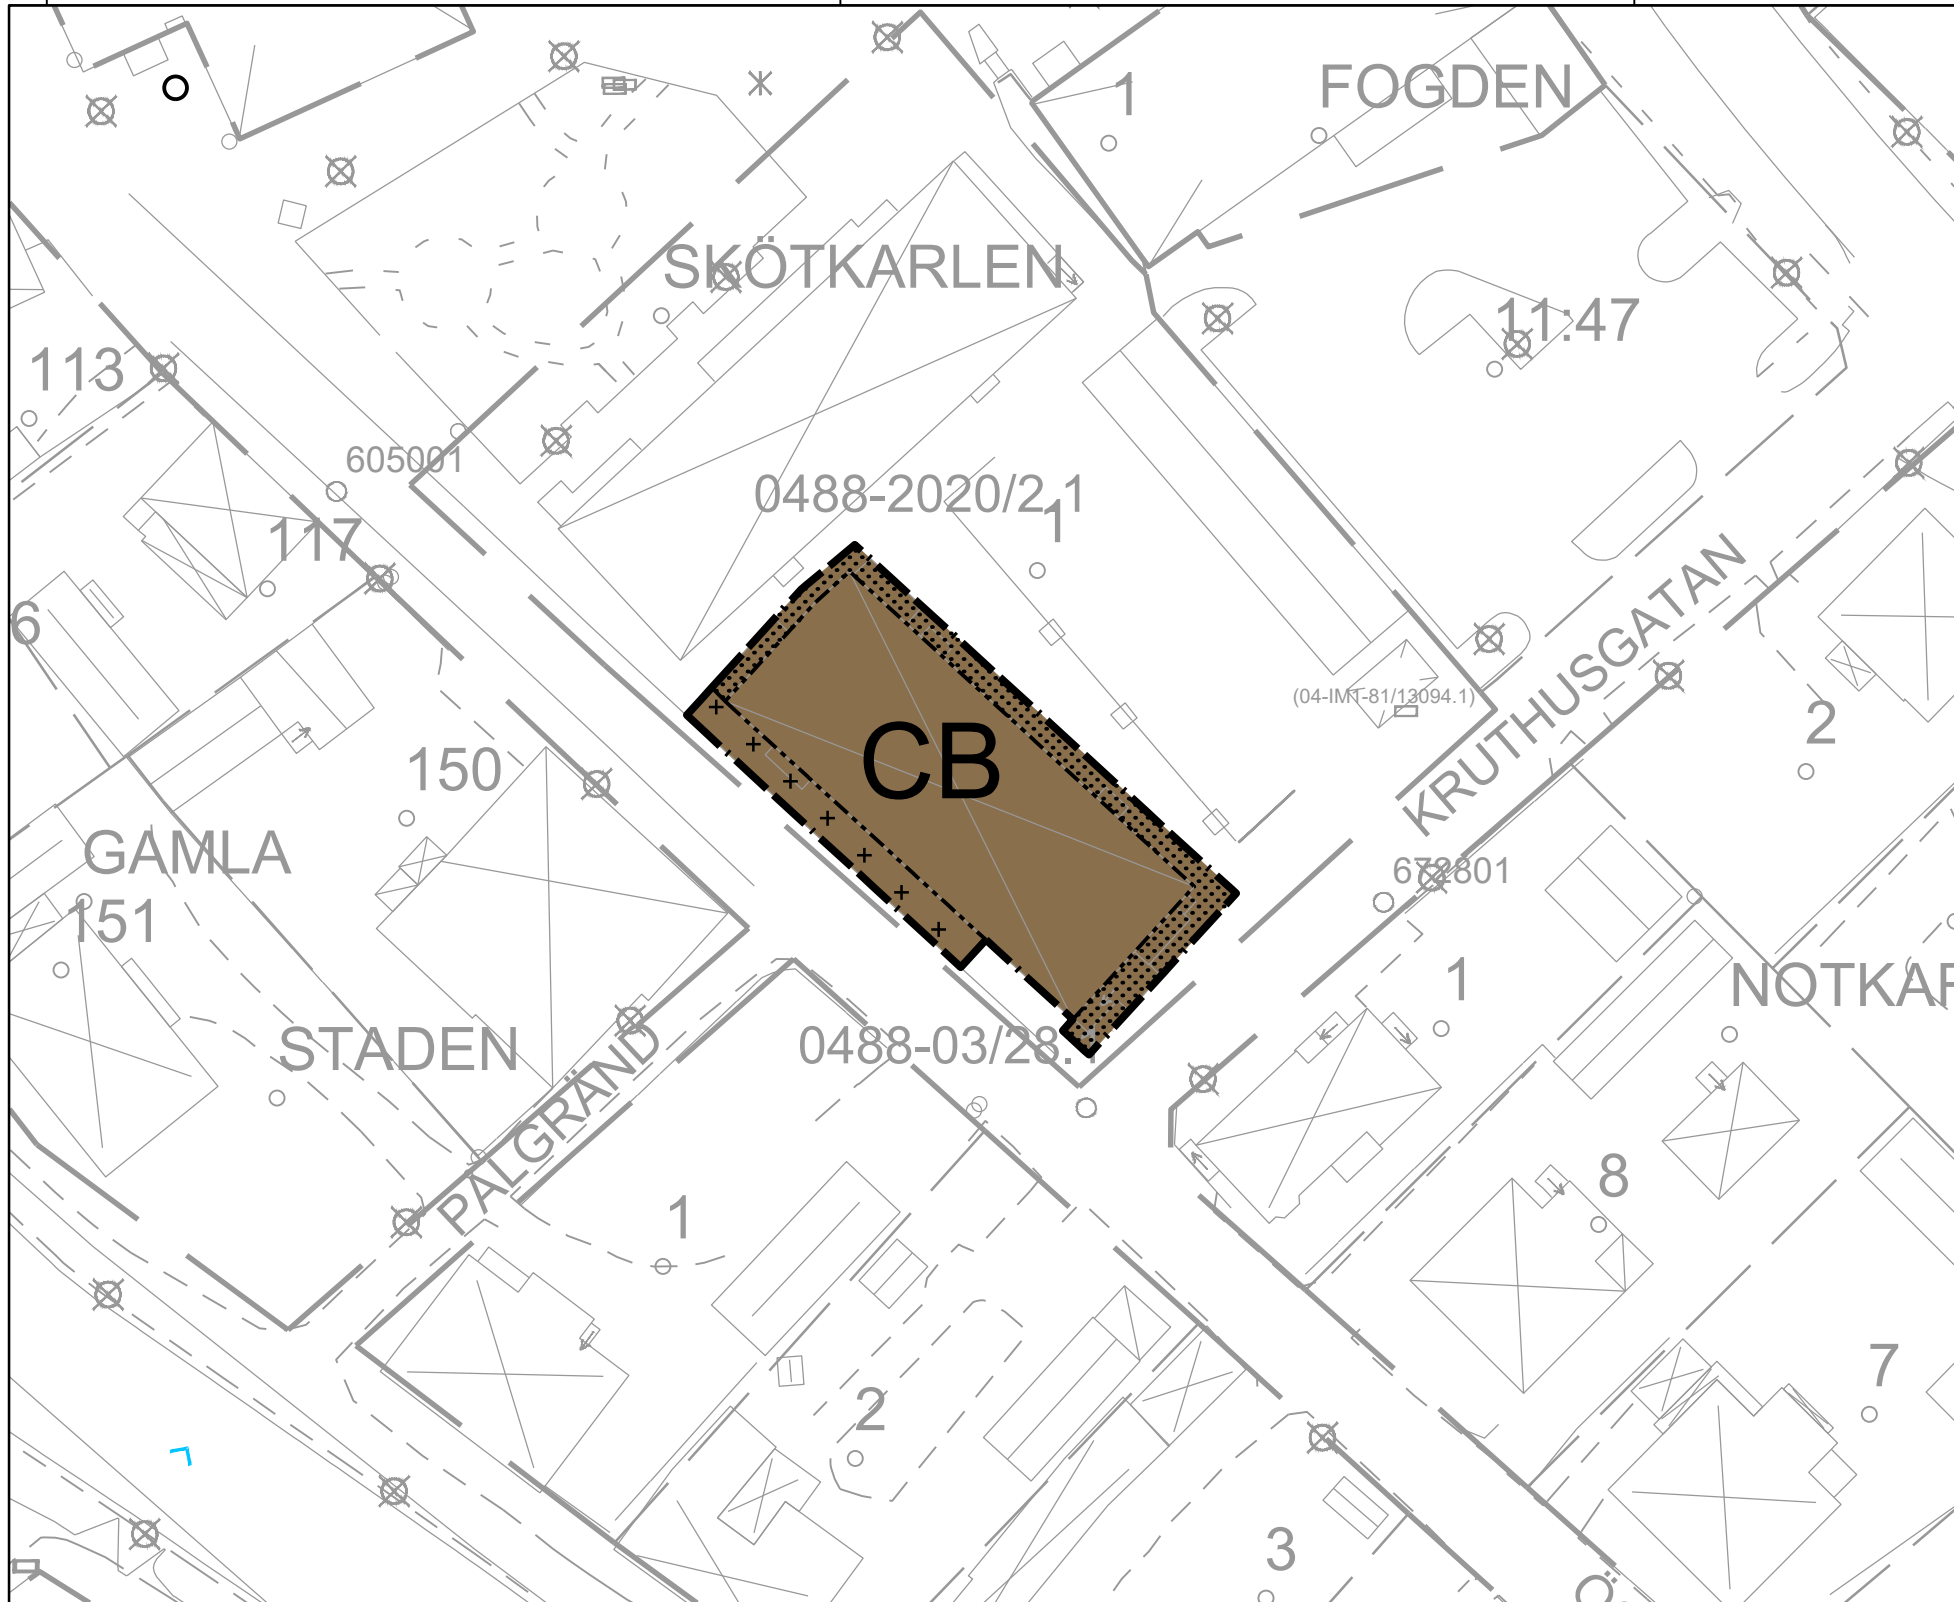 1
FOGDEN
SKÖTKARLEN
11:47
113
605001
0488-2020/2.1
1
117
6
KRUTHUSGATAN
(04-IMT-81/13094.1)
2
150
CB
GAMLA
672801
151
1
NOTKAR
STADEN
0488-03/28.1
PALGRÄND
8
1
7
2
3